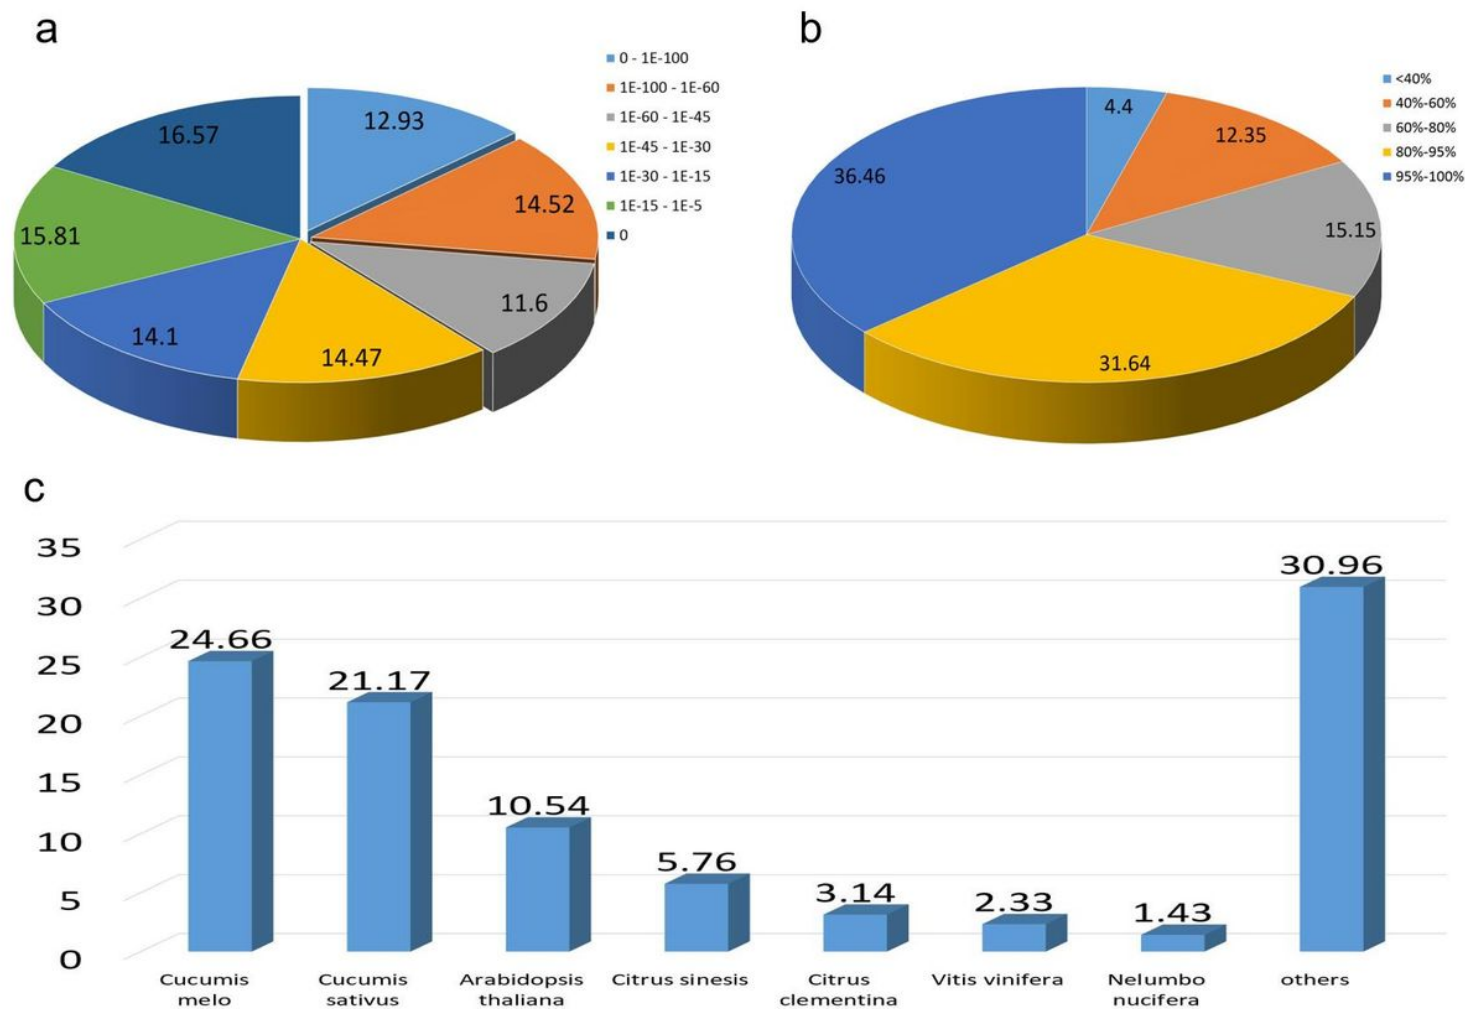 a
12.93
14.52
11.6
14.47
14.1
15.81
16.57
0 - 1E-100
1E-100 - 1E-60
1E-60 - 1E-45
1E-45 - 1E-30
1E-30 - 1E-15
1E-15 - 1E-5
0
b
4.4
12.35
15.15
31.64
36.46
<40%
40%-60%
60%-80%
80%-95%
95%-100%
c
35
30
25
20
15
10
5
0
24.66
21.17
10.54
5.76
3.14
2.33
1.43
30.96
Cucumis
melo
Cucumis
sativus
Arabidopsis
thaliana
Citrus sinesis
Citrus
clementina
Vitis vinifera
Nelumbo
nucifera
others